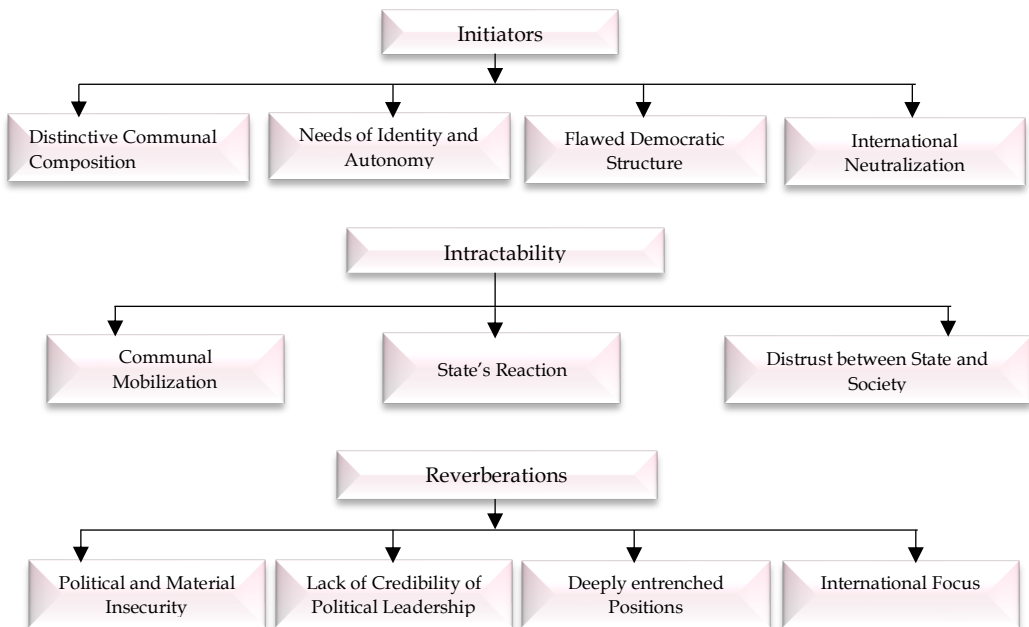 Initiators
Distinctive Communal
Composition
Needs of Identity and
Autonomy
Flawed Democratic
Structure
International
Neutralization
Intractability
Communal
Mobilization
State’s Reaction
Distrust between State and
Society
Reverberations
Political and Material
Insecurity
Lack of Credibility of
Political Leadership
Deeply entrenched
Positions
International Focus